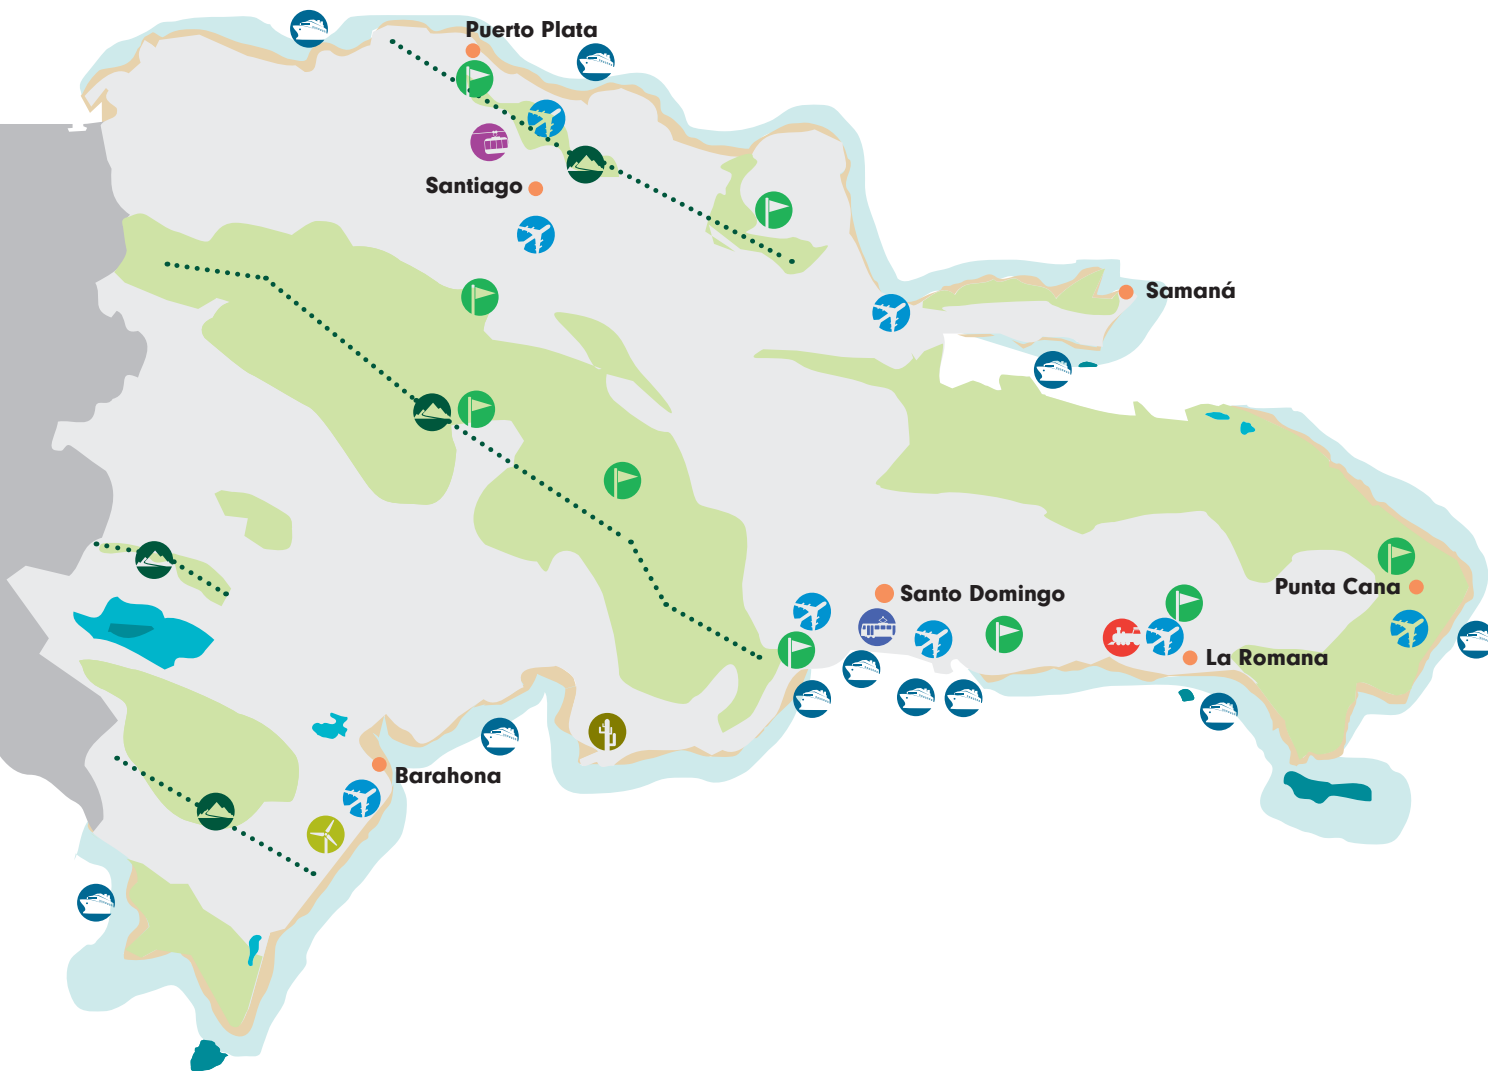 Puerto Plata
Santiago
Samaná
Punta Cana
Santo Domingo
La Romana
Barahona